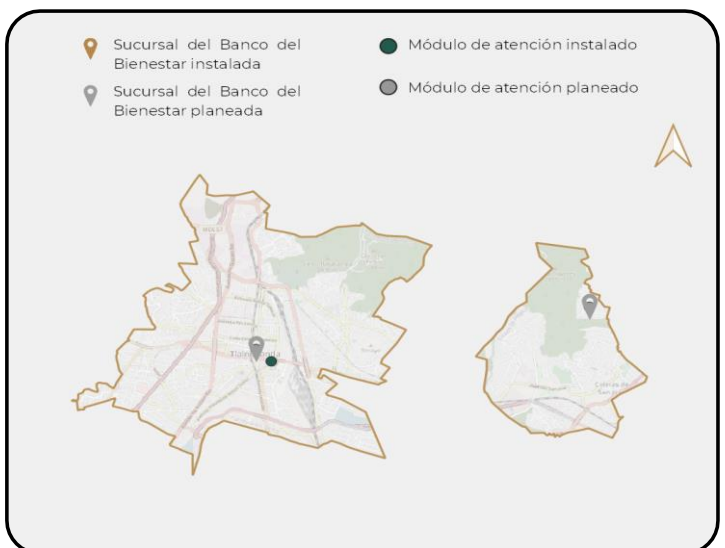 Sucursal del Banco del
Bienestar instalada
Sucursal del Banco del
Bienestar planeada
Módulo de atención instalado
Módulo de atención planeado